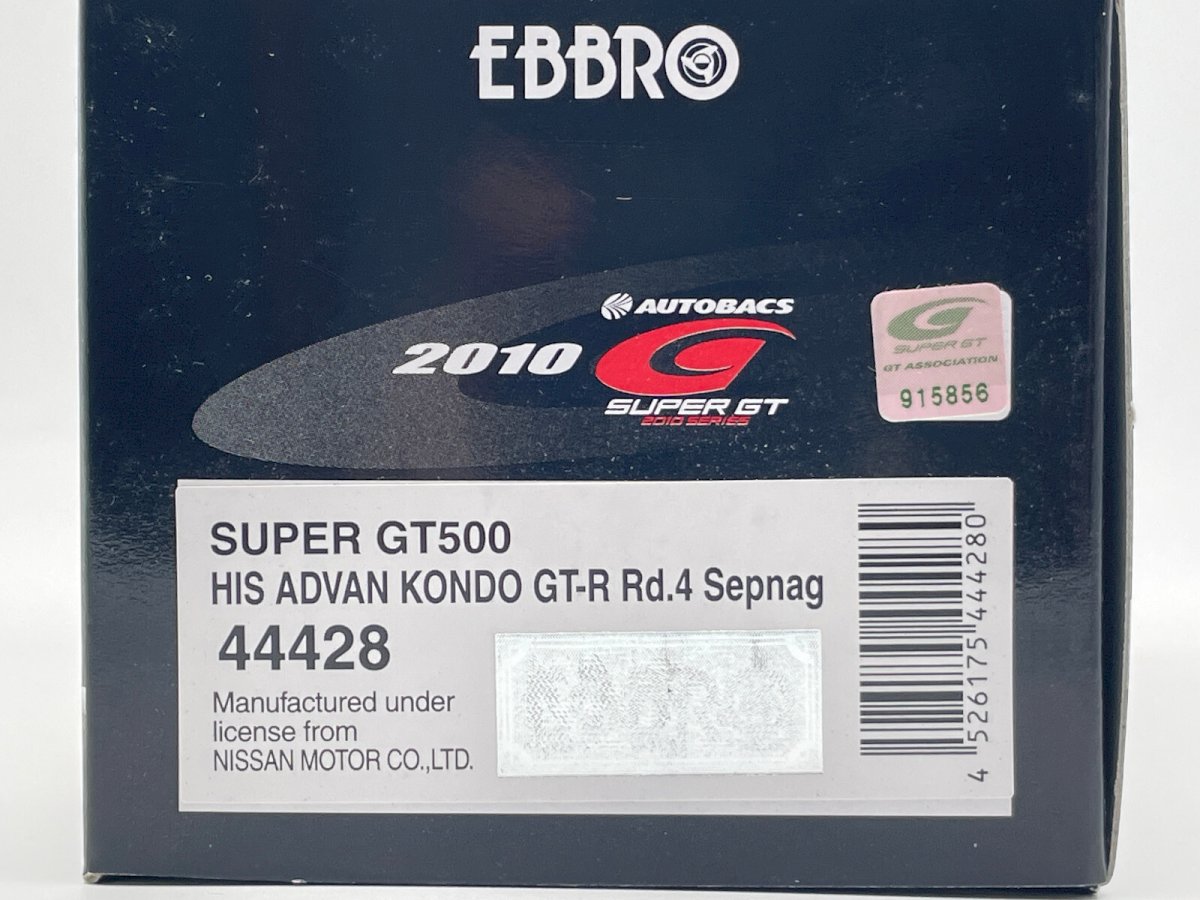 EBBRO
AUTOBACS
2010
SUPER GT
2010 SERIES
SUPER GT
GT ASSOCIATION
915856
SUPER GT500
HIS ADVAN KONDO GT-R Rd.4 Sepnag
44428
Manufactured under
license from
NISSAN MOTOR CO.,LTD.
4 526175 444280